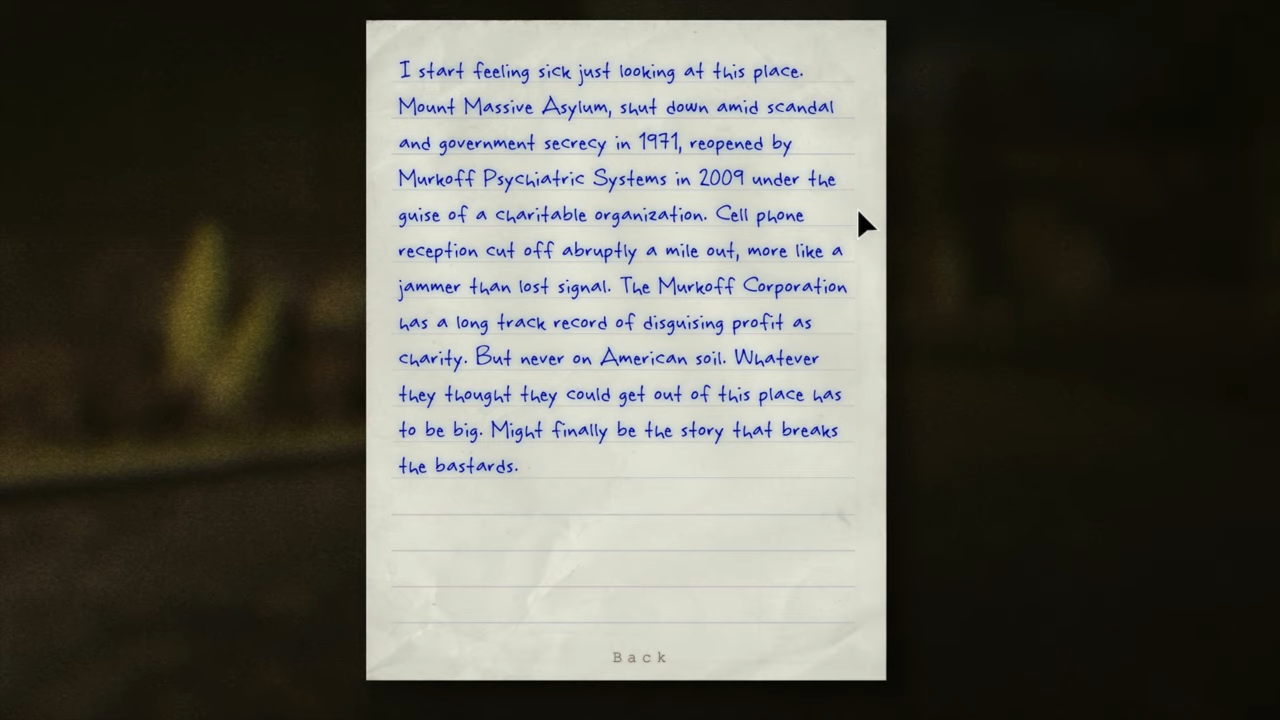 I start feeling sick just looking at this place.
Mount Massive Asylum, shut down amid scandal
and government secrecy in 1971, reopened by
Murkoff Psychiatric Systems in 2009 under the
guise of a charitable organization. Cell phone
reception cut off abruptly a mile out, more like a
jammer than lost signal. The Murkoff Corporation
has a long track record of disguising profit as
charity. But never on American soil. Whatever
they thought they could get out of this place has
to be big. Might finally be the story that breaks
the bastards.
Back